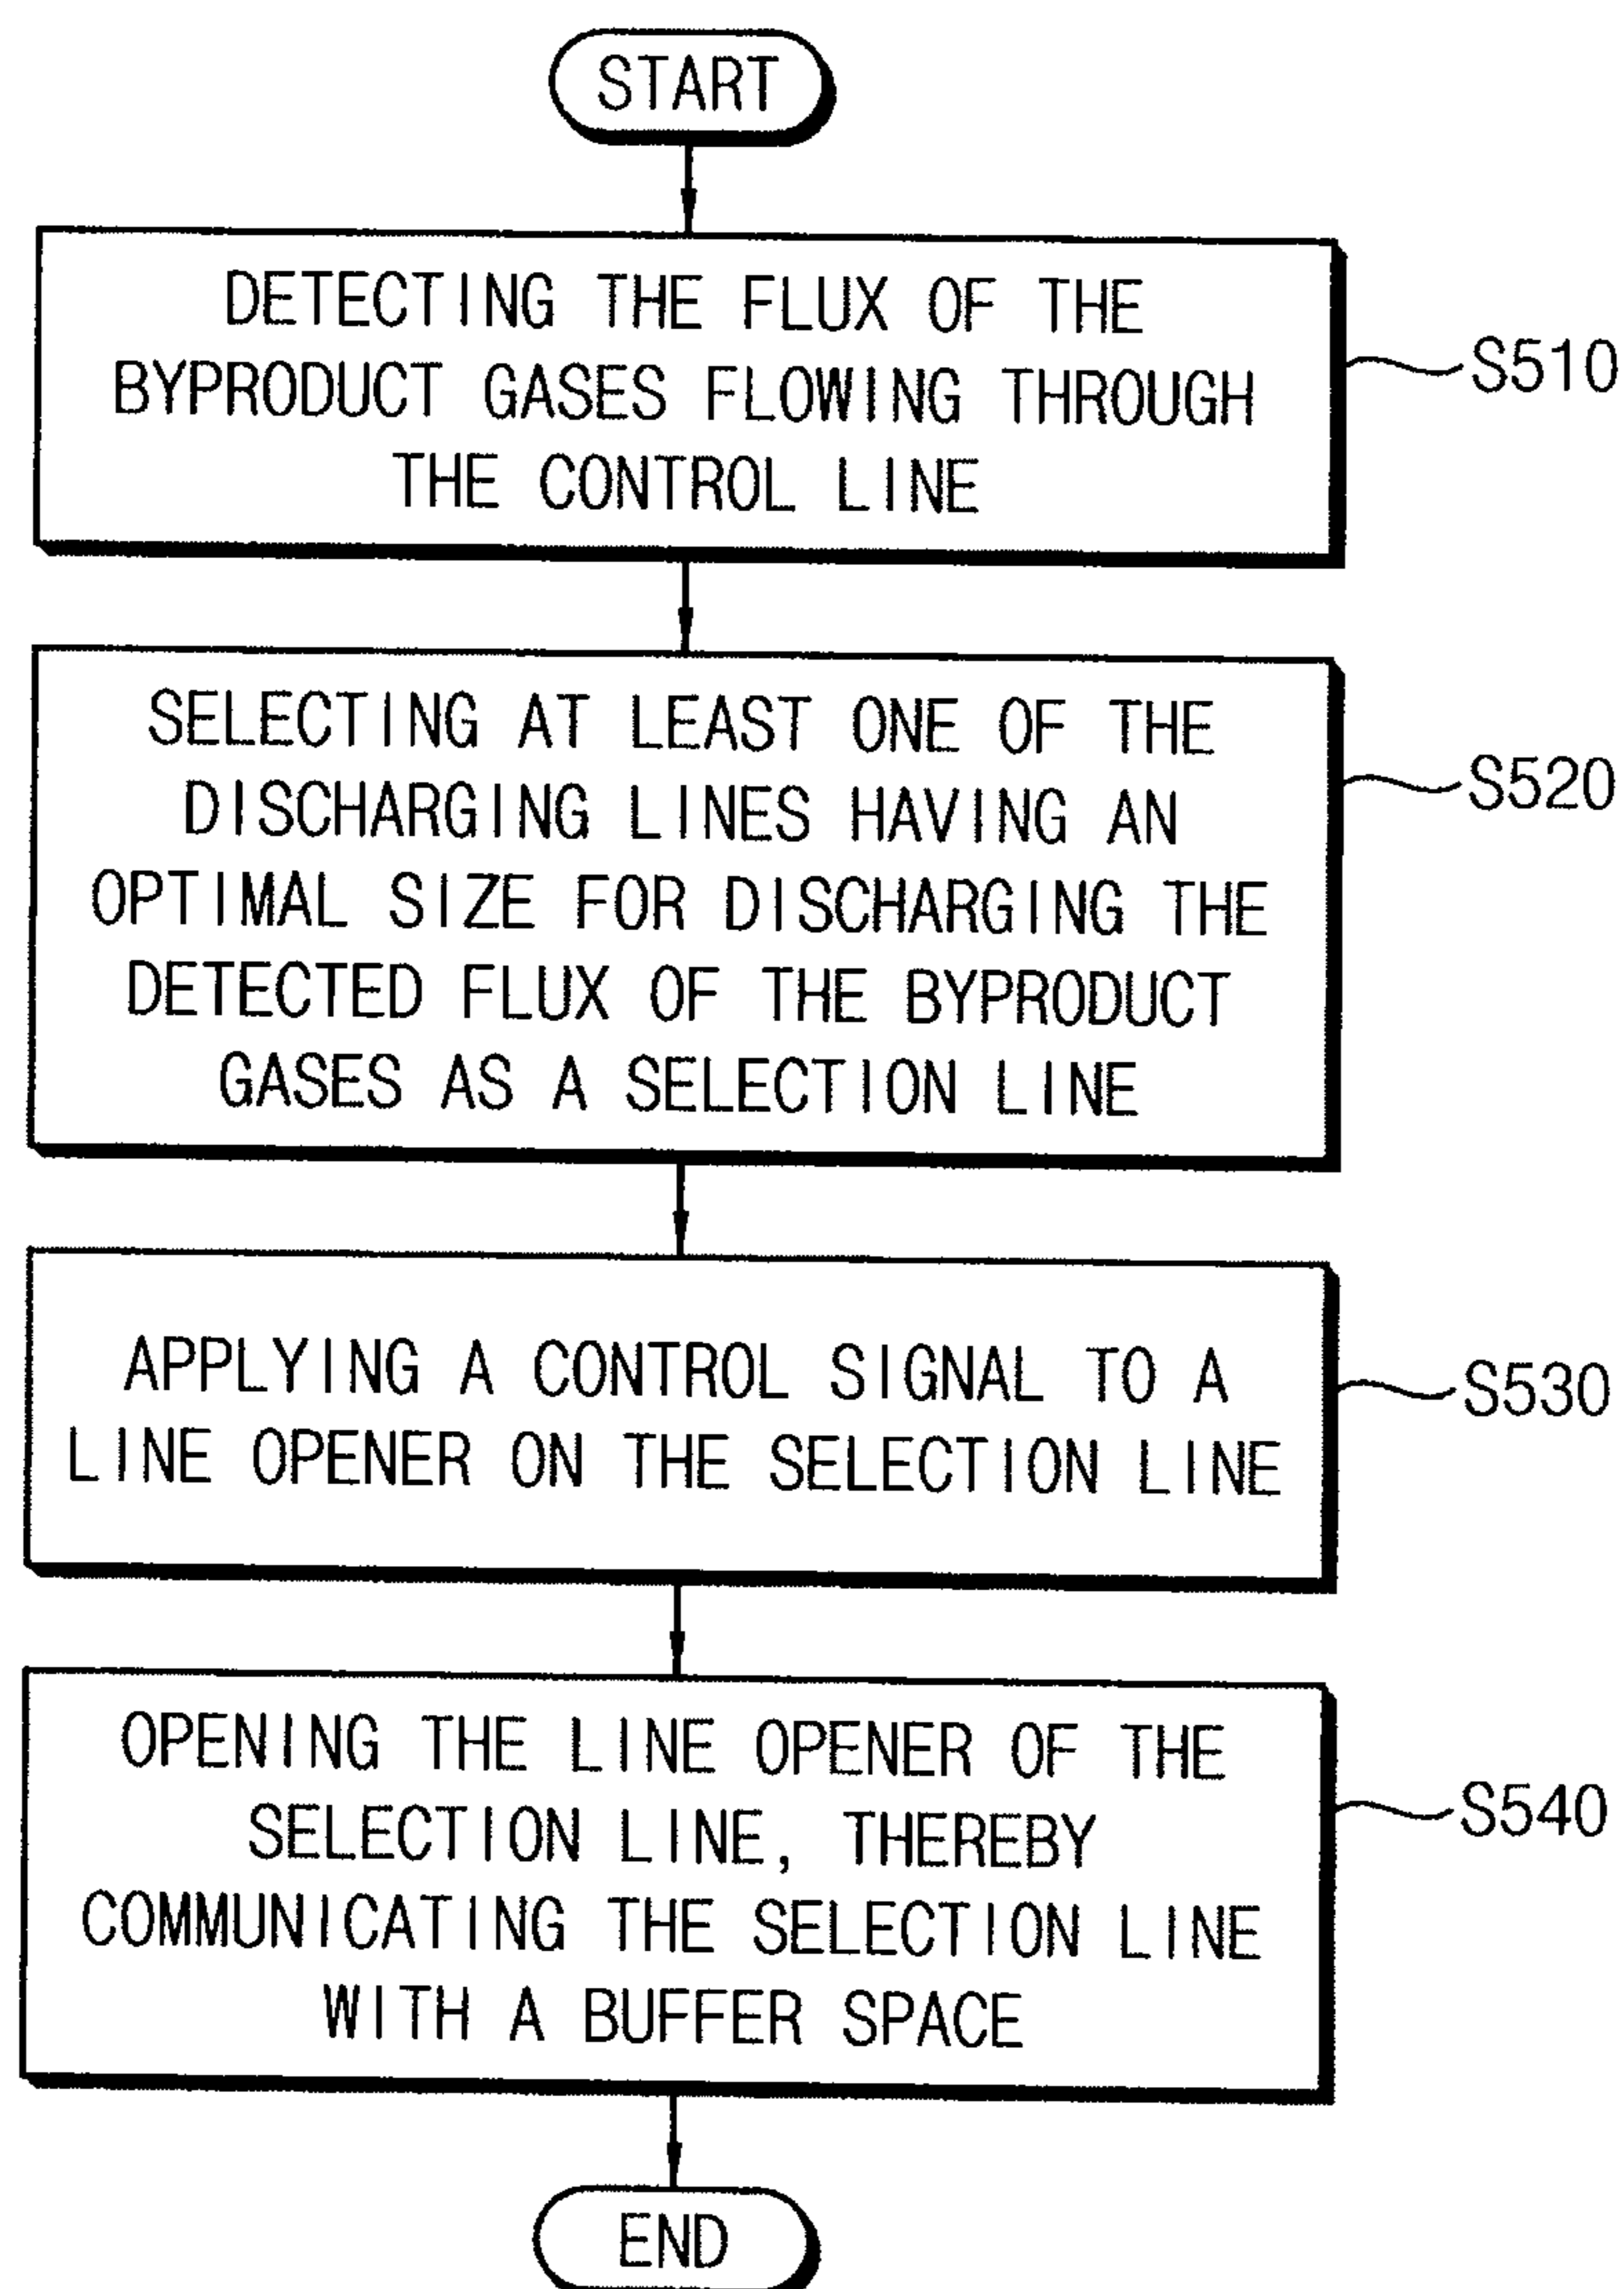 START
DETECTING THE FLUX OF THE
BYPRODUCT GASES FLOWING THROUGH
THE CONTROL LINE
S510
SELECTING AT LEAST ONE OF THE
DISCHARGING LINES HAVING AN
OPTIMAL SIZE FOR DISCHARGING THE
DETECTED FLUX OF THE BYPRODUCT
GASES AS A SELECTION LINE
S520
APPLYING A CONTROL SIGNAL TO A
LINE OPENER ON THE SELECTION LINE
S530
OPENING THE LINE OPENER OF THE
SELECTION LINE, THEREBY
COMMUNICATING THE SELECTION LINE
WITH A BUFFER SPACE
S540
END